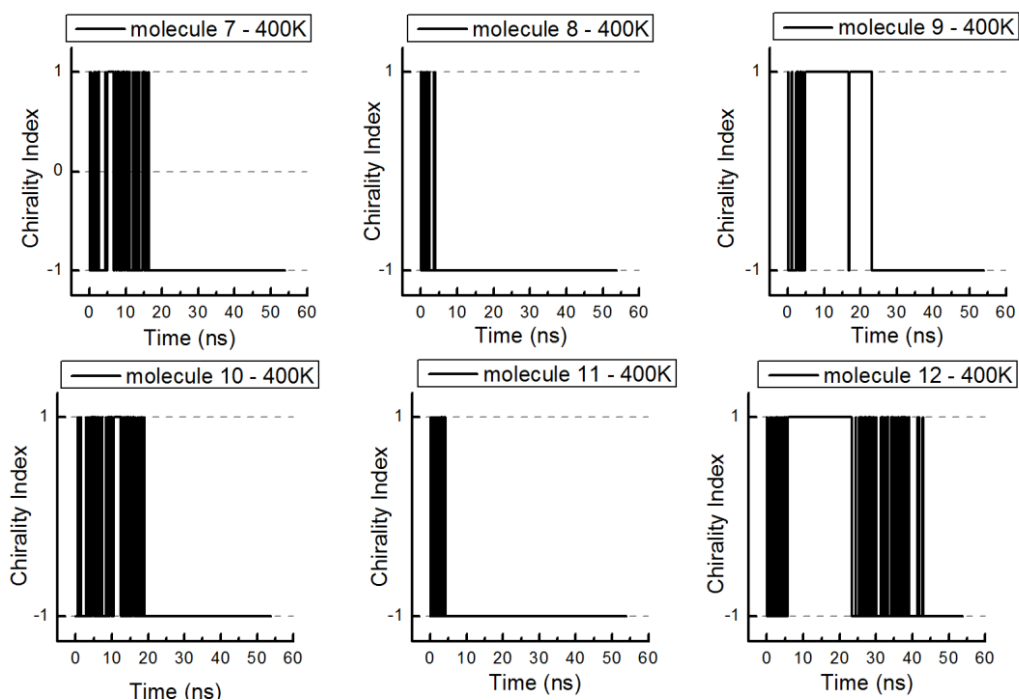 molecule 7 - 400K
1
0
-1
Chirality Index
0 10 20 30 40 50 60
Time (ns)
molecule 8 - 400K
1
-1
Chirality Index
0 10 20 30 40 50 60
Time (ns)
molecule 9 - 400K
1
-1
Chirality Index
0 10 20 30 40 50 60
Time (ns)
molecule 10 - 400K
1
-1
Chirality Index
0 10 20 30 40 50 60
Time (ns)
molecule 11 - 400K
1
-1
Chirality Index
0 10 20 30 40 50 60
Time (ns)
molecule 12 - 400K
1
-1
Chirality Index
0 10 20 30 40 50 60
Time (ns)